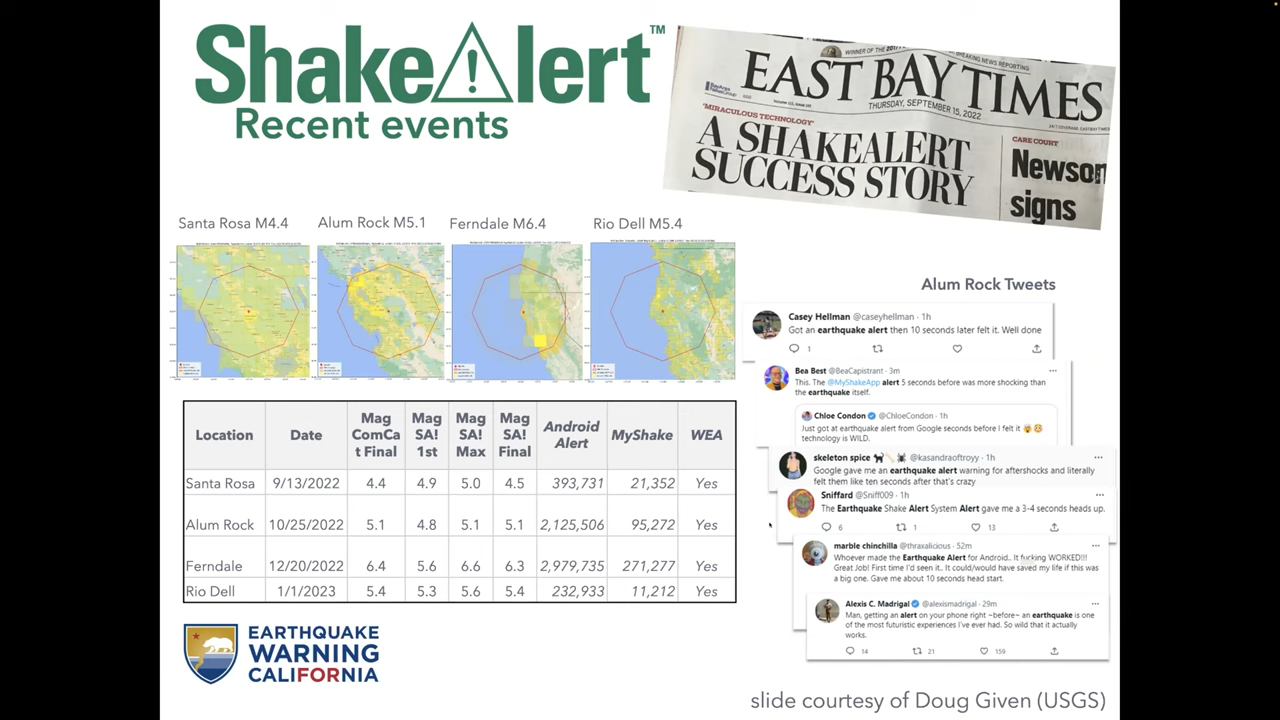 ShakeAlert™
Recent events
WINNER OF THE
BREAKING NEWS REPORTING
EAST BAY TIMES
THURSDAY, SEPTEMBER 15, 2022
'MIRACULOUS TECHNOLOGY'
A SHAKEALERT
SUCCESS STORY
CARE COURT
Newsom
signs
Santa Rosa M4.4
Alum Rock M5.1
Ferndale M6.4
Rio Dell M5.4
Location Date Mag ComCa t Final Mag SA! 1st Mag SA! Max Mag SA! Final Android Alert MyShake WEA
Santa Rosa 9/13/2022 4.4 4.9 5.0 4.5 393,731 21,352 Yes
Alum Rock 10/25/2022 5.1 4.8 5.1 5.1 2,125,506 95,272 Yes
Ferndale 12/20/2022 6.4 5.6 6.6 6.3 2,979,735 271,277 Yes
Rio Dell 1/1/2023 5.4 5.3 5.6 5.4 232,933 11,212 Yes
EARTHQUAKE
WARNING
CALIFORNIA
Alum Rock Tweets
Casey Hellman @caseyhellman · 1h
Got an earthquake alert then 10 seconds later felt it. Well done
1
Bea Best @BeaCapistrant · 3m
This. The @MyShakeApp alert 5 seconds before was more shocking than
the earthquake itself.
Chloe Condon @ChloeCondon · 1h
Just got at earthquake alert from Google seconds before I felt it 🤯🥴
technology is WILD.
skeleton spice 🐈‍⬛🦴🕷 @kasandraoftroyy · 1h
Google gave me an earthquake alert warning for aftershocks and literally
felt them like ten seconds after that's crazy
Sniffard @Sniff009 · 1h
The Earthquake Shake Alert System Alert gave me a 3-4 seconds heads up.
6 1 13
marble chinchilla @thraxalicious · 52m
Whoever made the Earthquake Alert for Android.. It fucking WORKED!!!
Great Job! First time I'd seen it.. It could/would have saved my life if this was
a big one. Gave me about 10 seconds head start.
Alexis C. Madrigal @alexismadrigal · 29m
Man, getting an alert on your phone right ~before~ an earthquake is one
of the most futuristic experiences I've ever had. So wild that it actually
works.
14 21 159
slide courtesy of Doug Given (USGS)